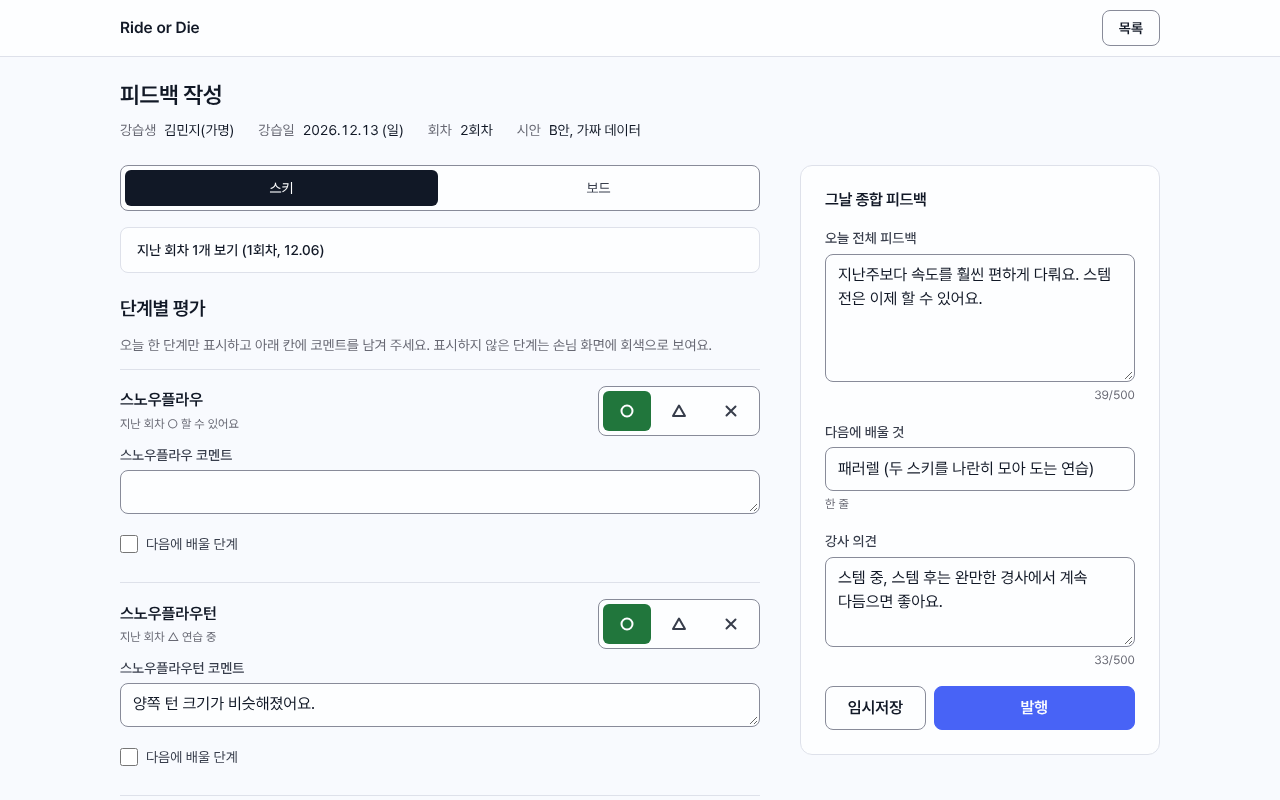 Ride or Die
목록
피드백 작성
강습생 김민지(가명) 강습일 2026.12.13 (일) 회차 2회차 시안 B안, 가짜 데이터
스키
보드
지난 회차 1개 보기 (1회차, 12.06)
단계별 평가
오늘 한 단계만 표시하고 아래 칸에 코멘트를 남겨 주세요. 표시하지 않은 단계는 손님 화면에 회색으로 보여요.
스노우플라우
지난 회차 ○ 할 수 있어요
스노우플라우 코멘트
다음에 배울 단계
스노우플라우턴
지난 회차 △ 연습 중
스노우플라우턴 코멘트
양쪽 턴 크기가 비슷해졌어요.
다음에 배울 단계
그날 종합 피드백
오늘 전체 피드백
지난주보다 속도를 훨씬 편하게 다뤄요. 스템
전은 이제 할 수 있어요.
39/500
다음에 배울 것
패러렐 (두 스키를 나란히 모아 도는 연습)
한 줄
강사 의견
스템 중, 스템 후는 완만한 경사에서 계속
다듬으면 좋아요.
33/500
임시저장
발행